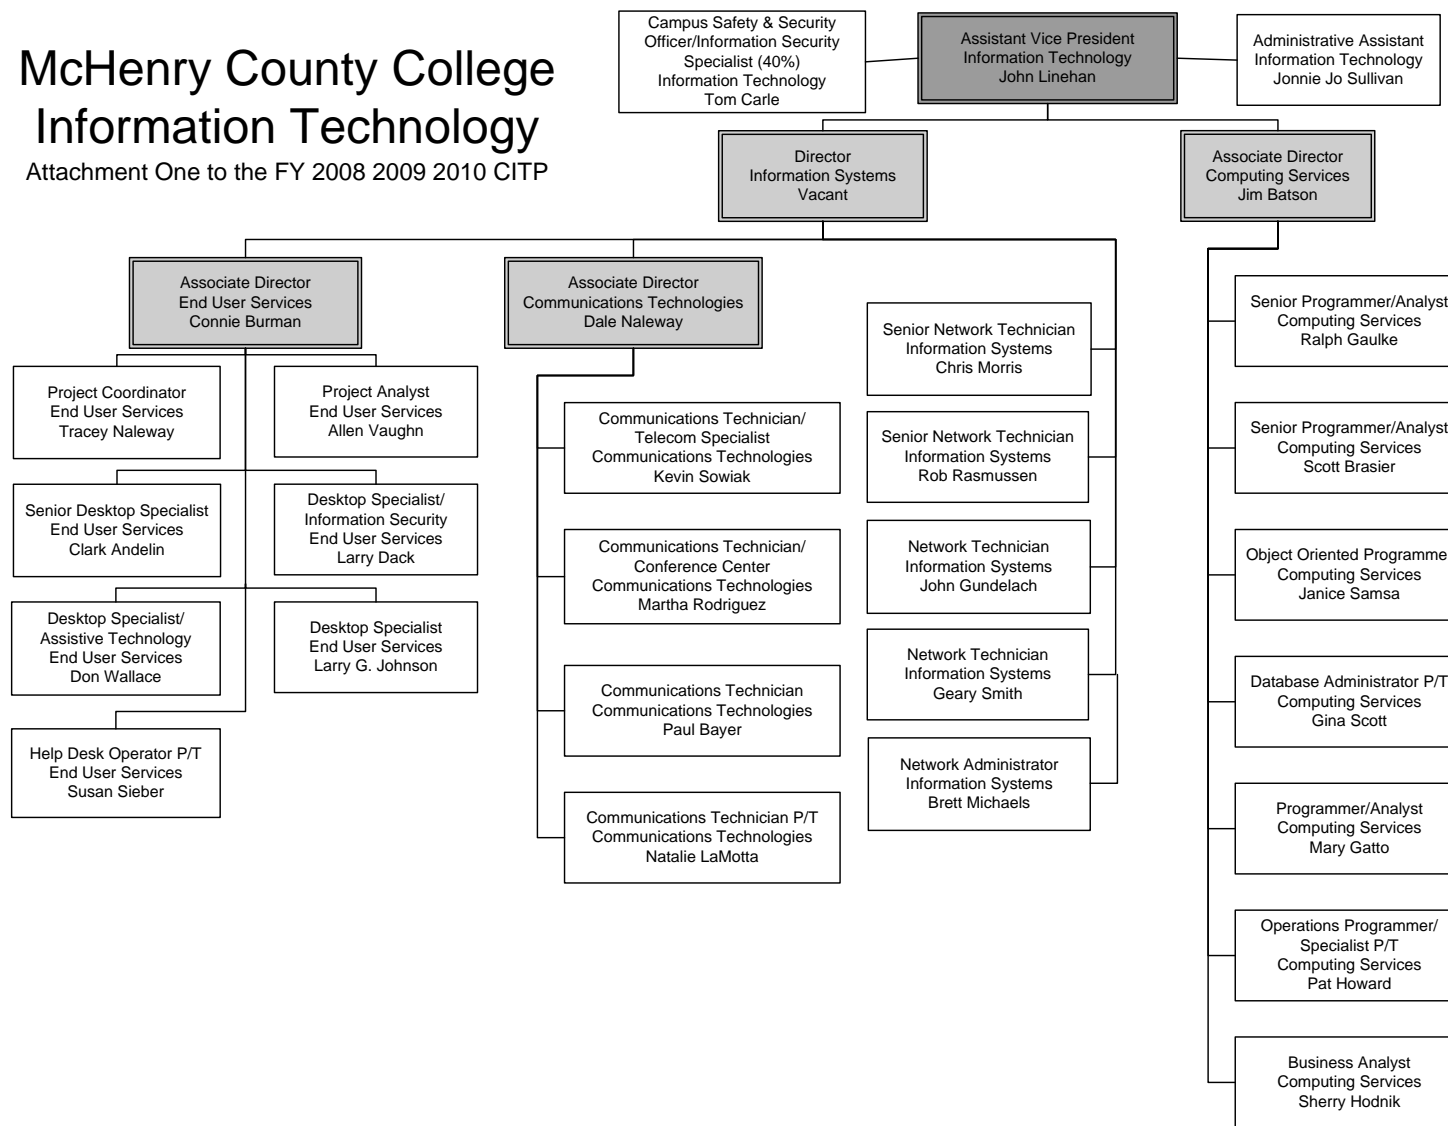 McHenry County College
Information Technology
Attachment One to the FY 2008 2009 2010 CITP
Campus Safety & Security
Officer/Information Security
Specialist (40%)
Information Technology
Tom Carle
Assistant Vice President
Information Technology
John Linehan
Administrative Assistant
Information Technology
Jonnie Jo Sullivan
Director
Information Systems
Vacant
Associate Director
Computing Services
Jim Batson
Associate Director
End User Services
Connie Burman
Associate Director
Communications Technologies
Dale Naleway
Project Coordinator
End User Services
Tracey Naleway
Project Analyst
End User Services
Allen Vaughn
Senior Desktop Specialist
End User Services
Clark Andelin
Desktop Specialist/
Information Security
End User Services
Larry Dack
Desktop Specialist/
Assistive Technology
End User Services
Don Wallace
Desktop Specialist
End User Services
Larry G. Johnson
Help Desk Operator P/T
End User Services
Susan Sieber
Communications Technician/
Telecom Specialist
Communications Technologies
Kevin Sowiak
Communications Technician/
Conference Center
Communications Technologies
Martha Rodriguez
Communications Technician
Communications Technologies
Paul Bayer
Communications Technician P/T
Communications Technologies
Natalie LaMotta
Senior Network Technician
Information Systems
Chris Morris
Senior Network Technician
Information Systems
Rob Rasmussen
Network Technician
Information Systems
John Gundelach
Network Technician
Information Systems
Geary Smith
Network Administrator
Information Systems
Brett Michaels
Senior Programmer/Analyst
Computing Services
Ralph Gaulke
Senior Programmer/Analyst
Computing Services
Scott Brasier
Object Oriented Programme
Computing Services
Janice Samsa
Database Administrator P/T
Computing Services
Gina Scott
Programmer/Analyst
Computing Services
Mary Gatto
Operations Programmer/
Specialist P/T
Computing Services
Pat Howard
Business Analyst
Computing Services
Sherry Hodnik